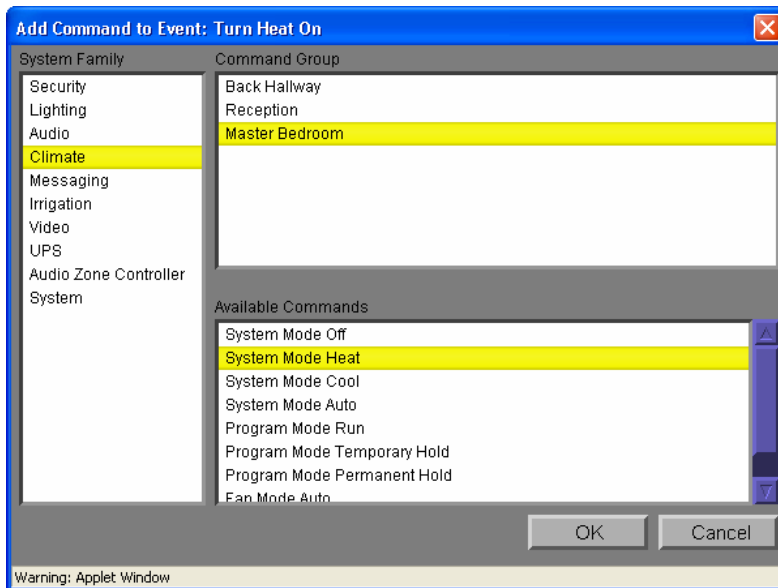 Add Command to Event: Turn Heat On
System Family
Security
Lighting
Audio
Climate
Messaging
Irrigation
Video
UPS
Audio Zone Controller
System
Command Group
Back Hallway
Reception
Master Bedroom
Available Commands
System Mode Off
System Mode Heat
System Mode Cool
System Mode Auto
Program Mode Run
Program Mode Temporary Hold
Program Mode Permanent Hold
Fan Mode Auto
OK
Cancel
Warning: Applet Window